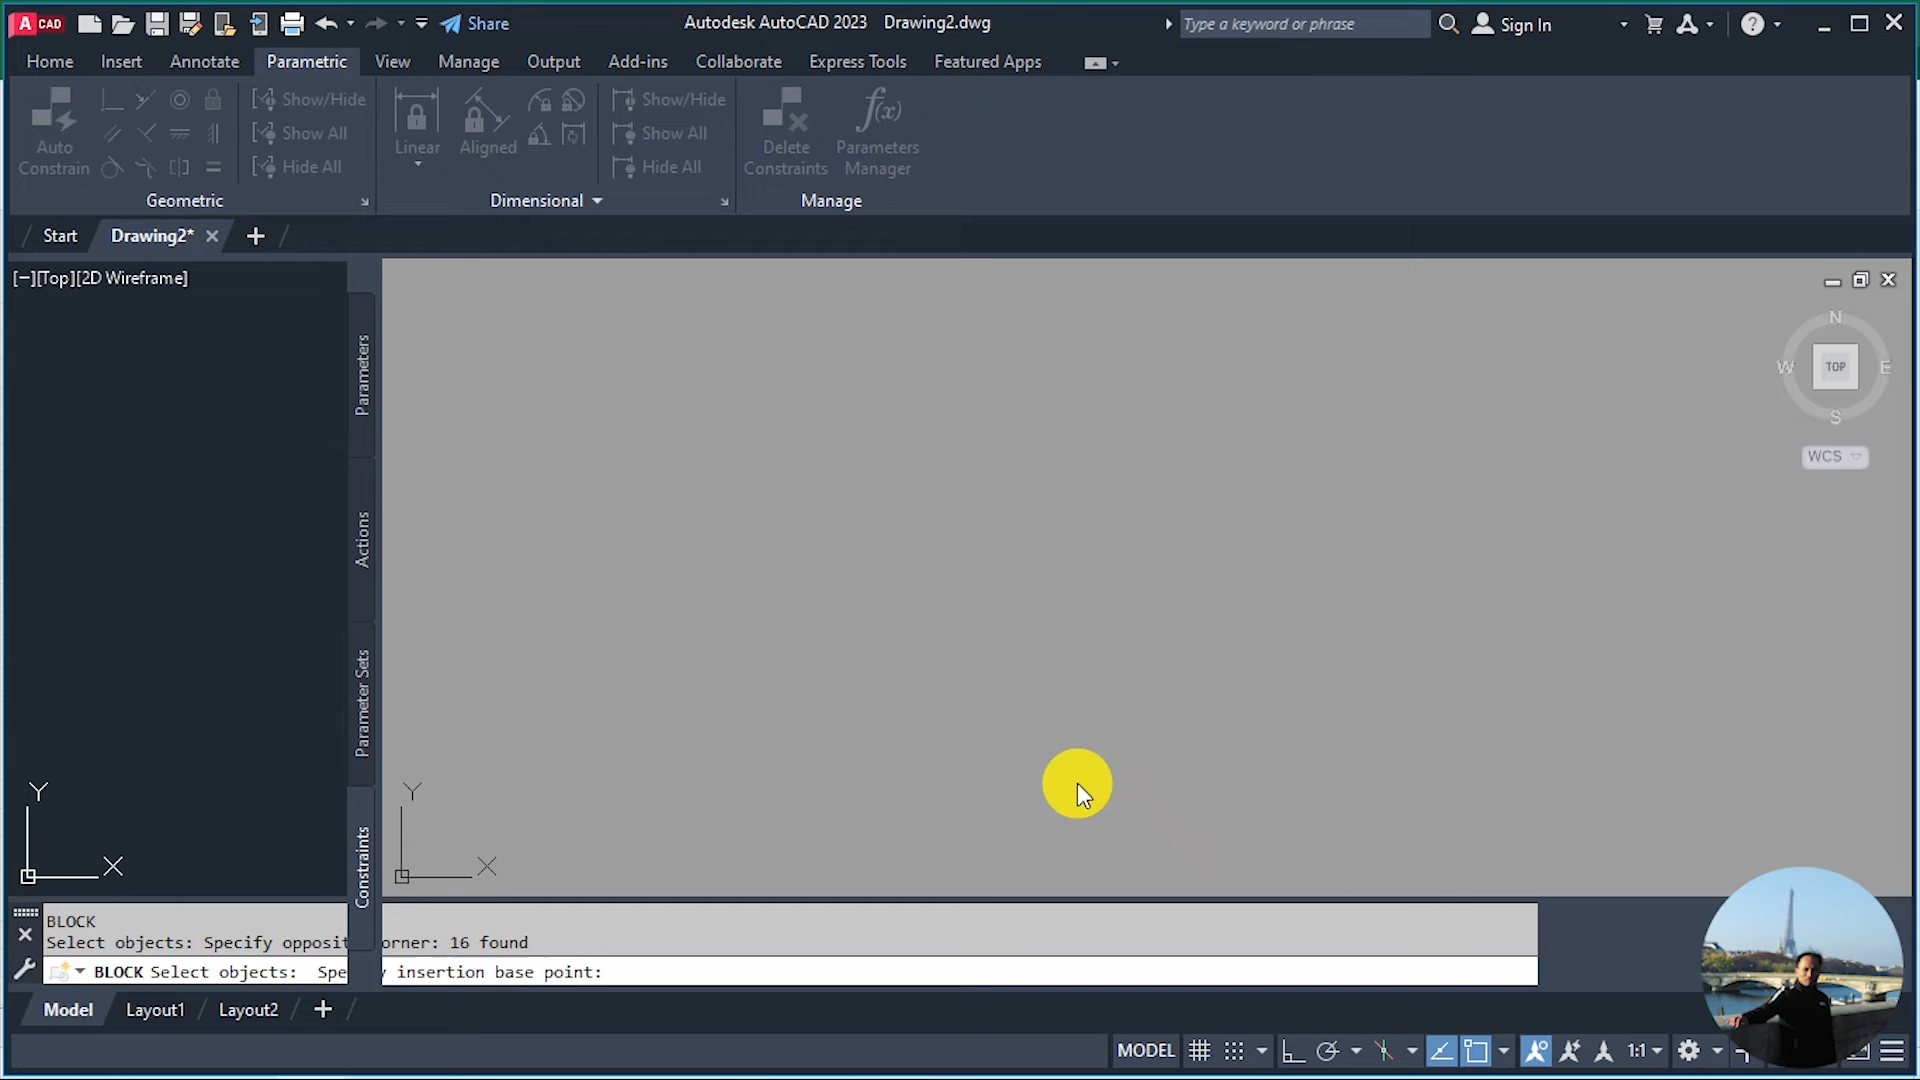 A CAD
Share
Autodesk AutoCAD 2023 Drawing2.dwg
Type a keyword or phrase
Sign In
Home Insert Annotate Parametric View Manage Output Add-ins Collaborate Express Tools Featured Apps
Auto Constrain
Show/Hide
Show All
Hide All
Geometric
Linear
Aligned
Show/Hide
Show All
Hide All
Dimensional
Delete Constraints
f(x)
Parameters Manager
Manage
Start Drawing2*
[−][Top][2D Wireframe]
Parameters
Actions
Parameter Sets
Constraints
N
W TOP E
S
WCS
Y
X
Y
X
BLOCK
Select objects: Specify opposit orner: 16 found
BLOCK Select objects: Spe y insertion base point:
Model Layout1 Layout2
MODEL 1:1